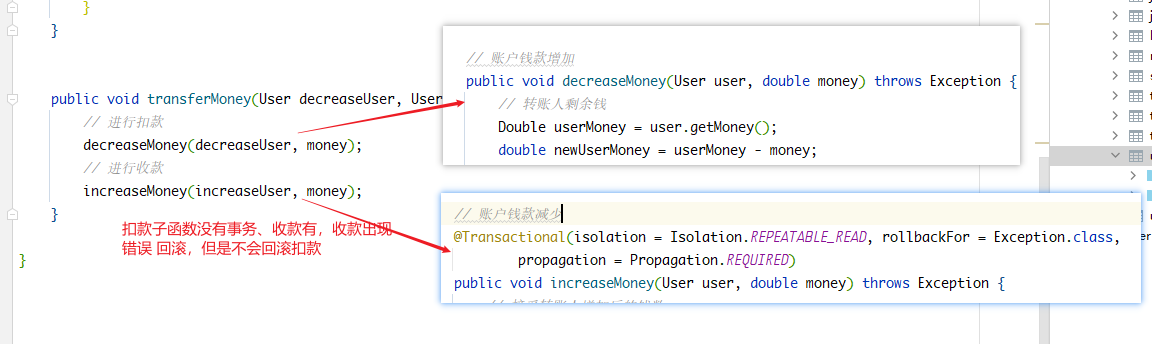 }
}
public void transferMoney(User decreaseUser, User
// 进行扣款
decreaseMoney(decreaseUser, money);
// 进行收款
increaseMoney(increaseUser, money);
}
扣款子函数没有事务、收款有，收款出现
错误 回滚，但是不会回滚扣款
}
// 账户钱款增加
public void decreaseMoney(User user, double money) throws Exception {
// 转账人剩余钱
Double userMoney = user.getMoney();
double newUserMoney = userMoney - money;
// 账户钱款减少
@Transactional(isolation = Isolation.REPEATABLE_READ, rollbackFor = Exception.class,
propagation = Propagation.REQUIRED)
public void increaseMoney(User user, double money) throws Exception {